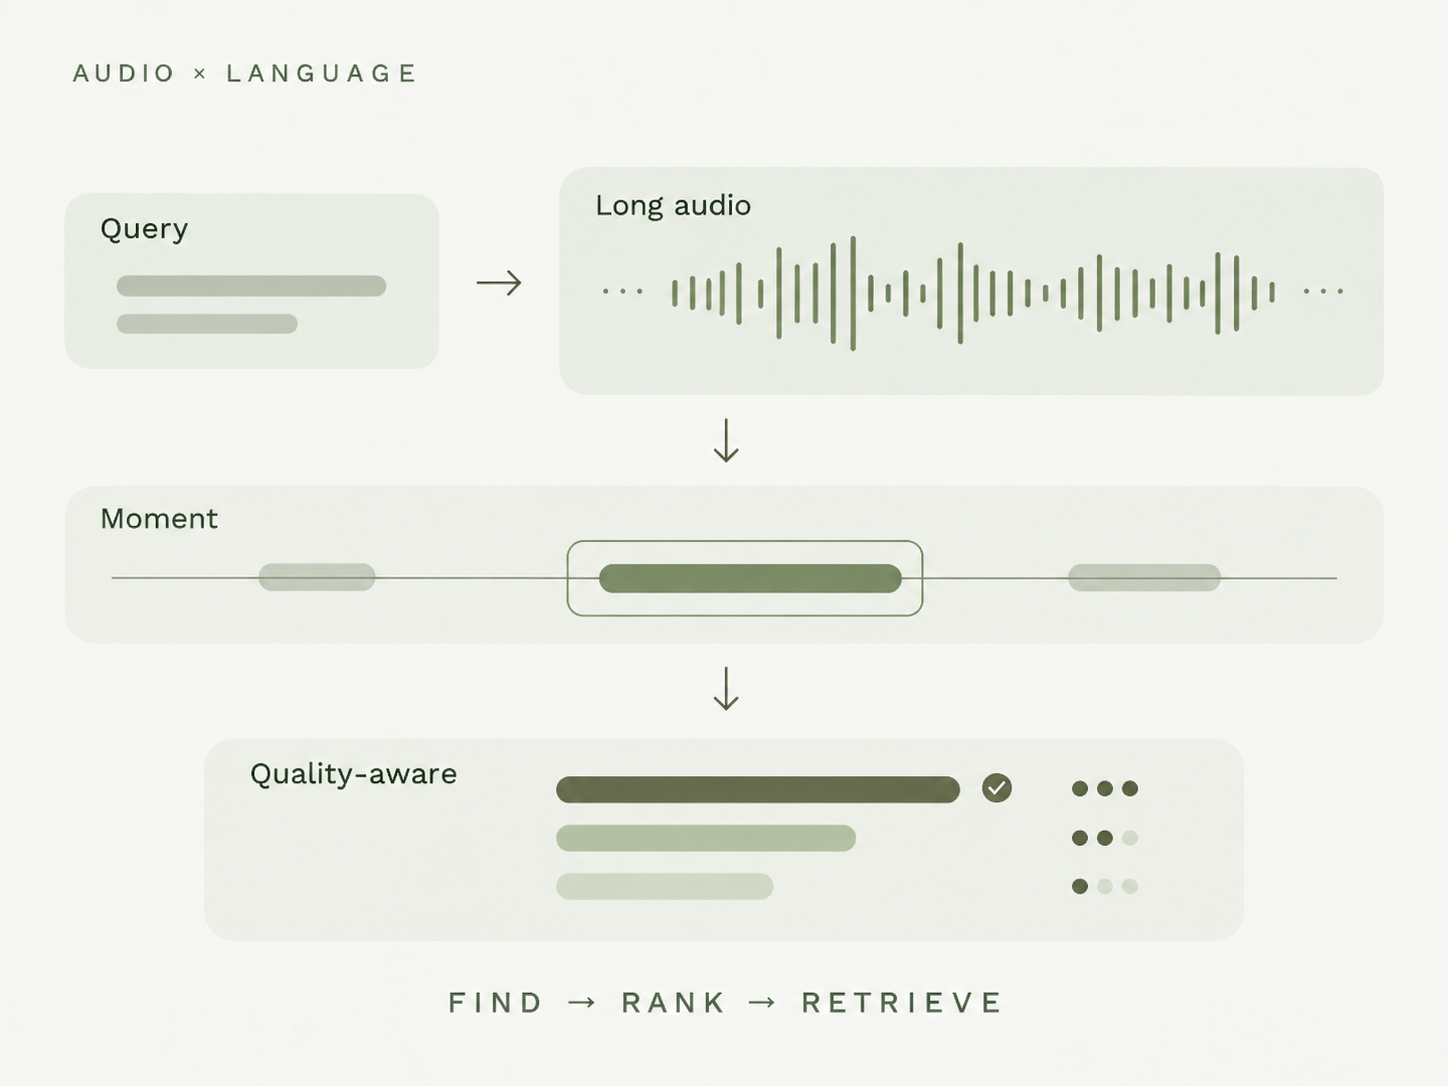 AUDIO × LANGUAGE
Query
Long audio
Moment
Quality-aware
FIND → RANK → RETRIEVE